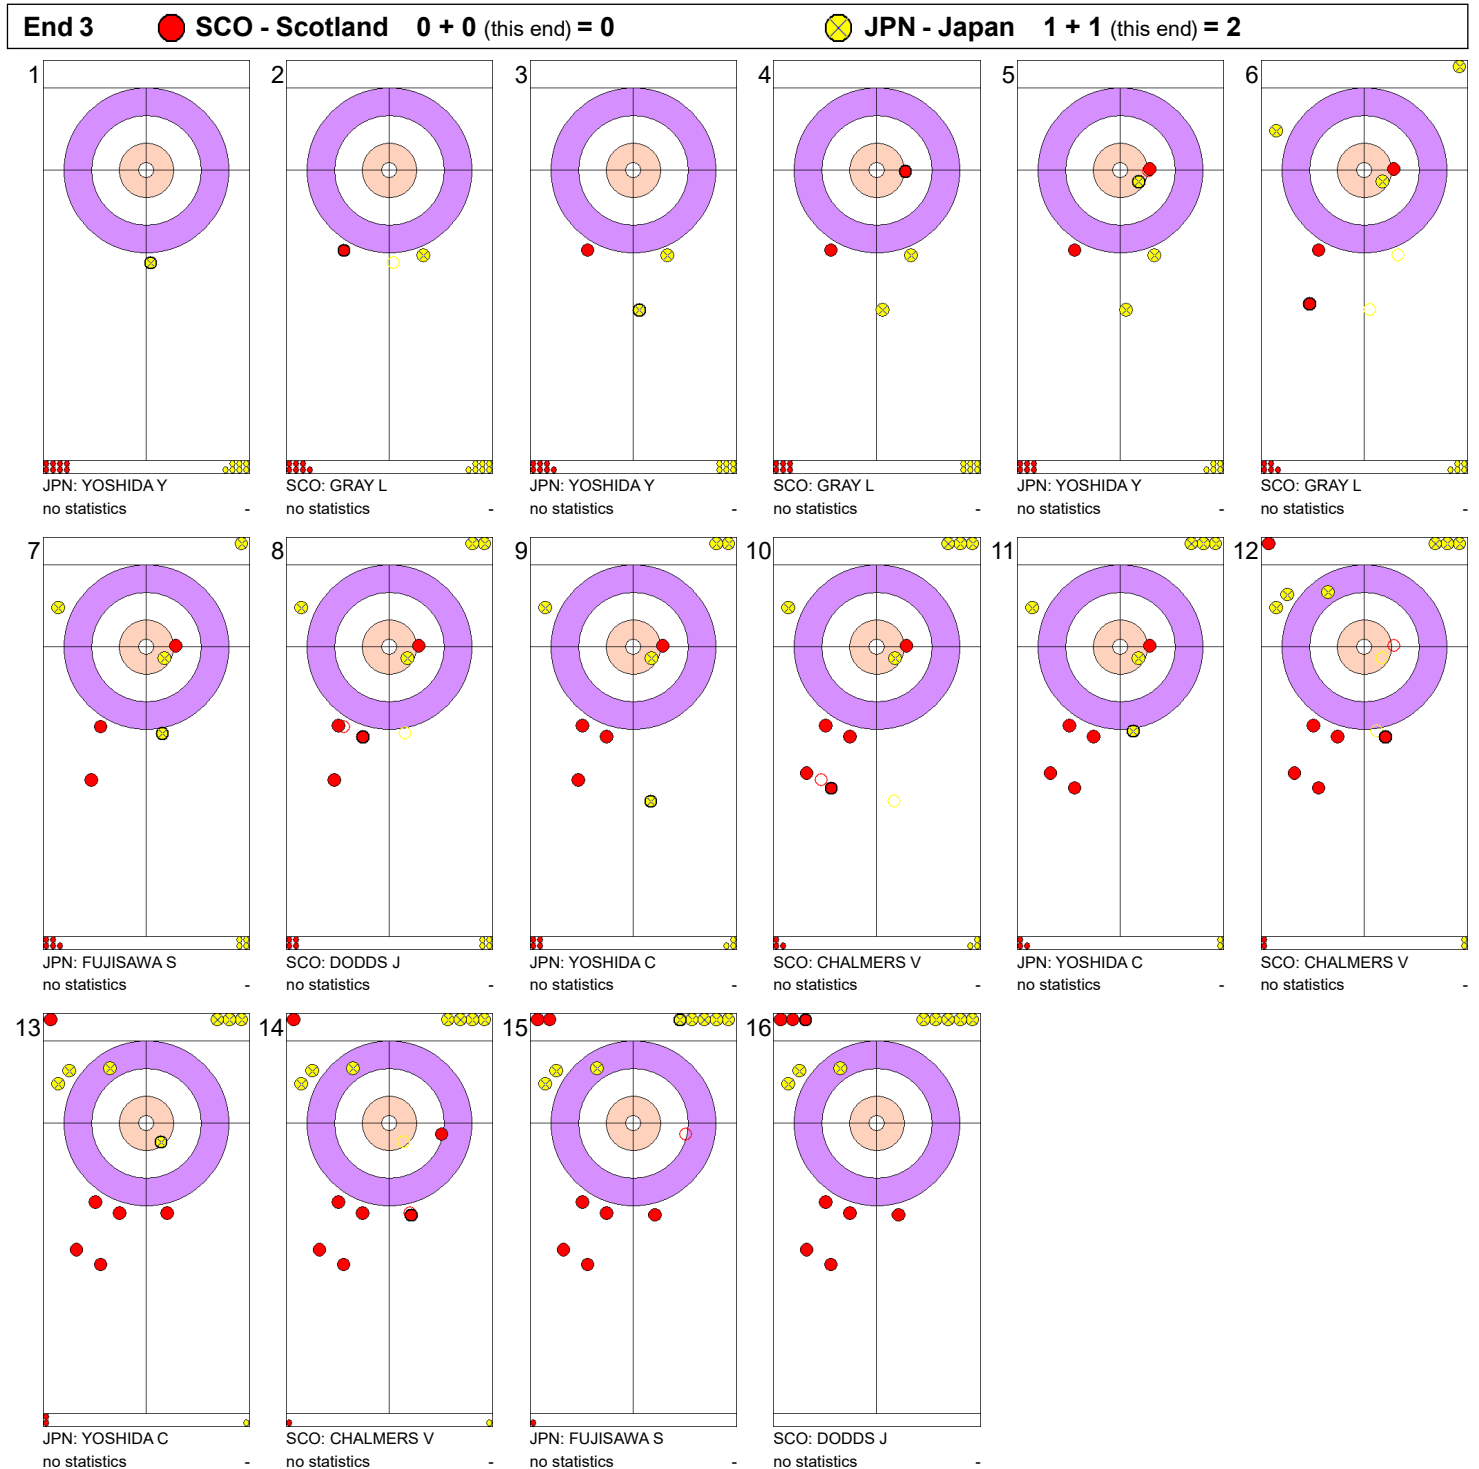 End 3 SCO - Scotland 0 + 0 (this end) = 0 JPN - Japan 1 + 1 (this end) = 2
1 2 3 4 5 6
JPN: YOSHIDA Y SCO: GRAY L JPN: YOSHIDA Y SCO: GRAY L JPN: YOSHIDA Y SCO: GRAY L
no statistics - no statistics - no statistics - no statistics - no statistics - no statistics -
7 8 9 10 11 12
JPN: FUJISAWA S SCO: DODDS J JPN: YOSHIDA C SCO: CHALMERS V JPN: YOSHIDA C SCO: CHALMERS V
no statistics - no statistics - no statistics - no statistics - no statistics - no statistics -
13 14 15 16
JPN: YOSHIDA C SCO: CHALMERS V JPN: FUJISAWA S SCO: DODDS J
no statistics - no statistics - no statistics - no statistics -